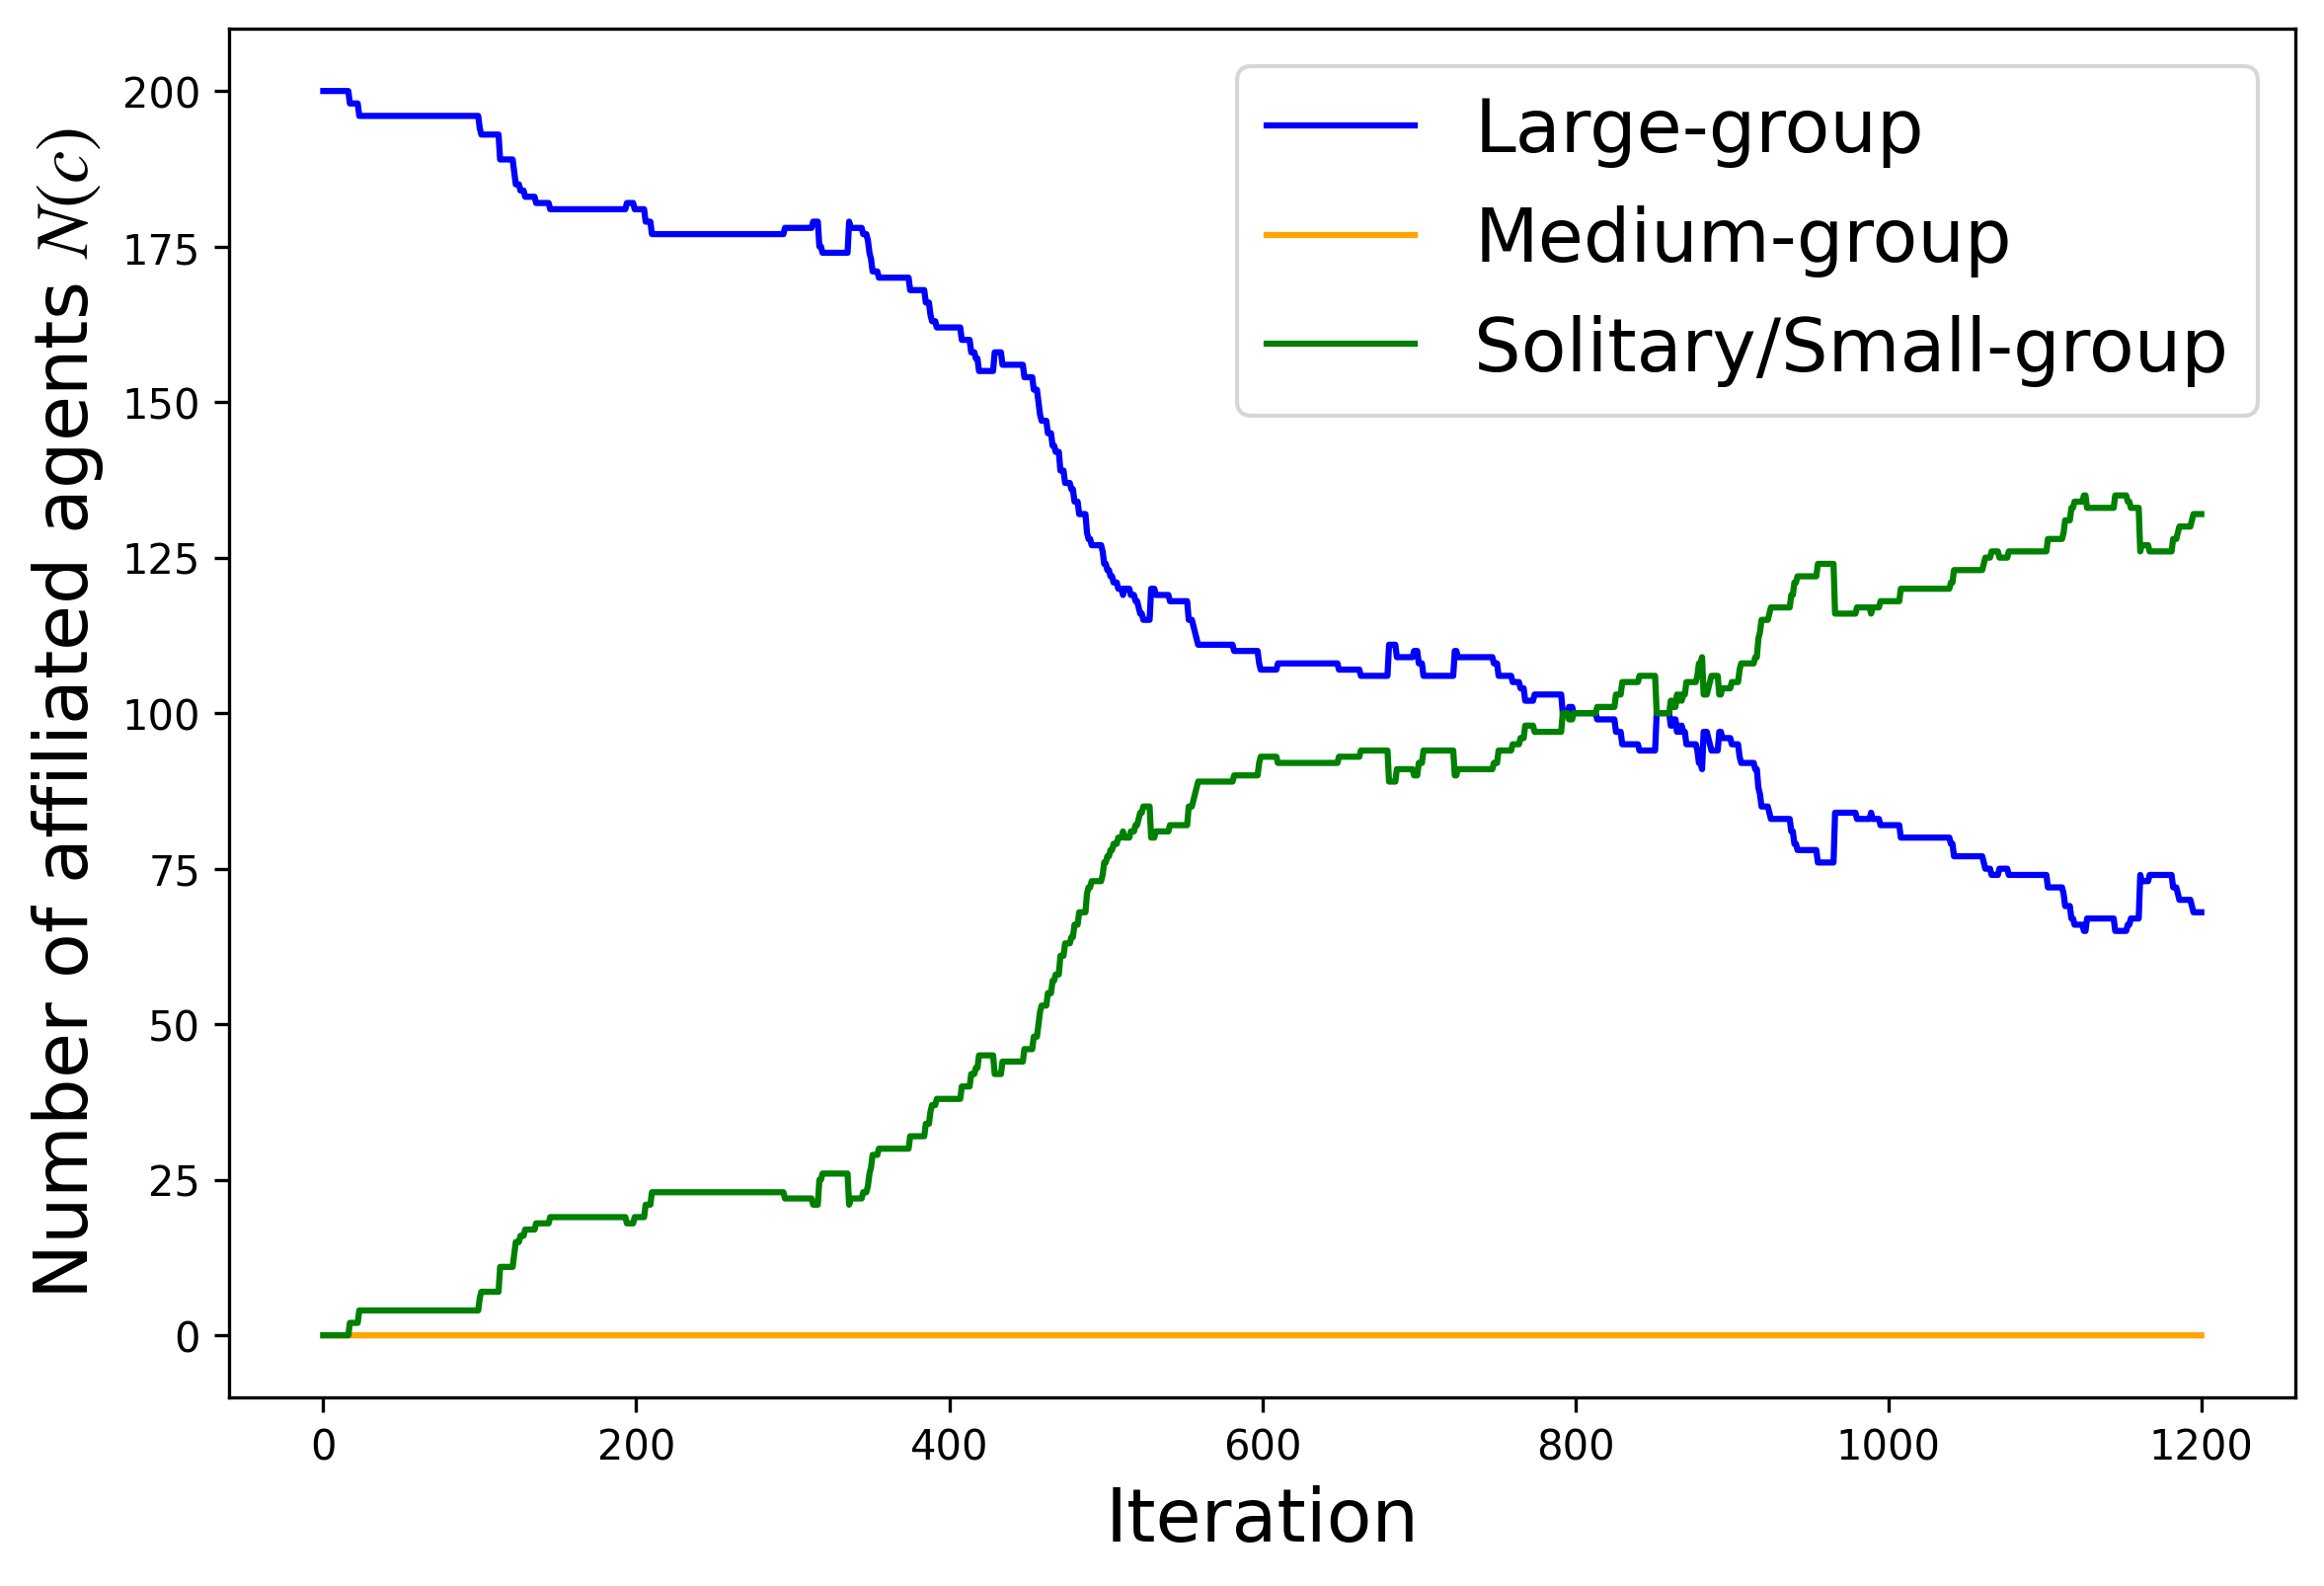 Number of affiliated agents N(c)
200
175
150
125
100
75
50
25
0
Large-group
Medium-group
Solitary/Small-group
0 200 400 600 800 1000 1200
Iteration